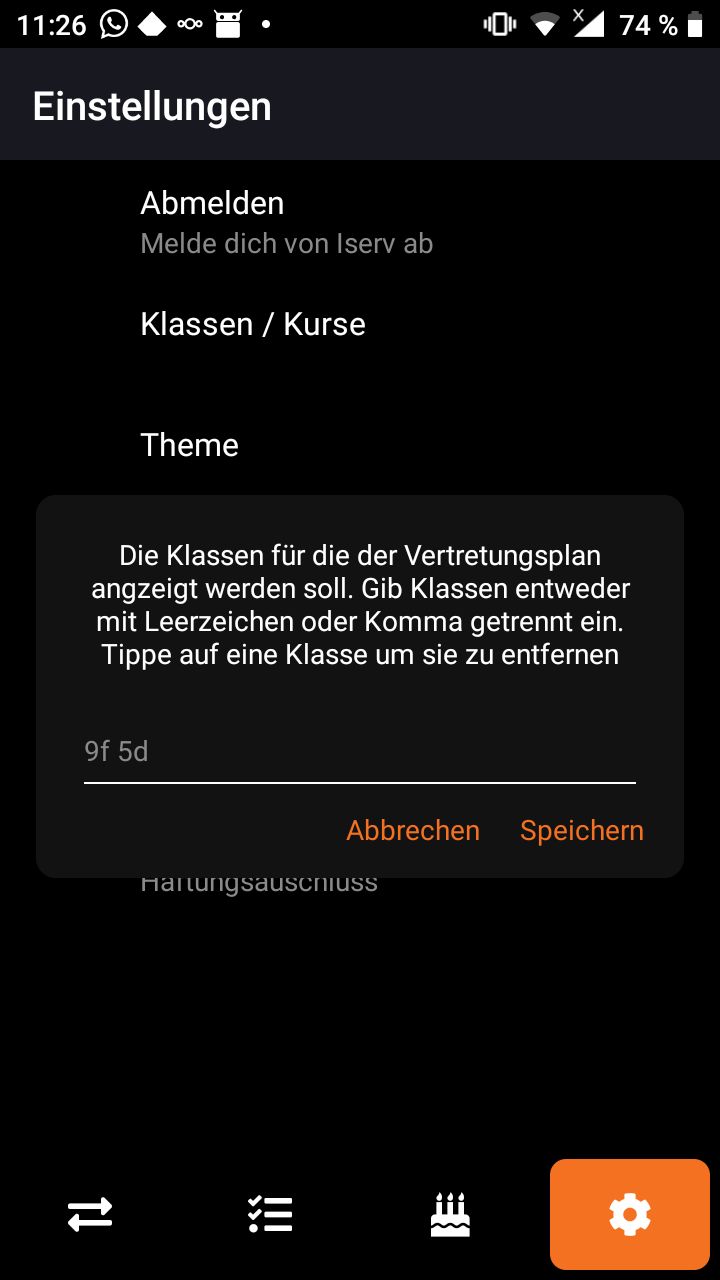 11:26
74 %
Einstellungen
Abmelden
Melde dich von Iserv ab
Klassen / Kurse
Theme
Die Klassen für die der Vertretungsplan
angzeigt werden soll. Gib Klassen entweder
mit Leerzeichen oder Komma getrennt ein.
Tippe auf eine Klasse um sie zu entfernen
9f 5d
Abbrechen Speichern
Haftungsauschluss